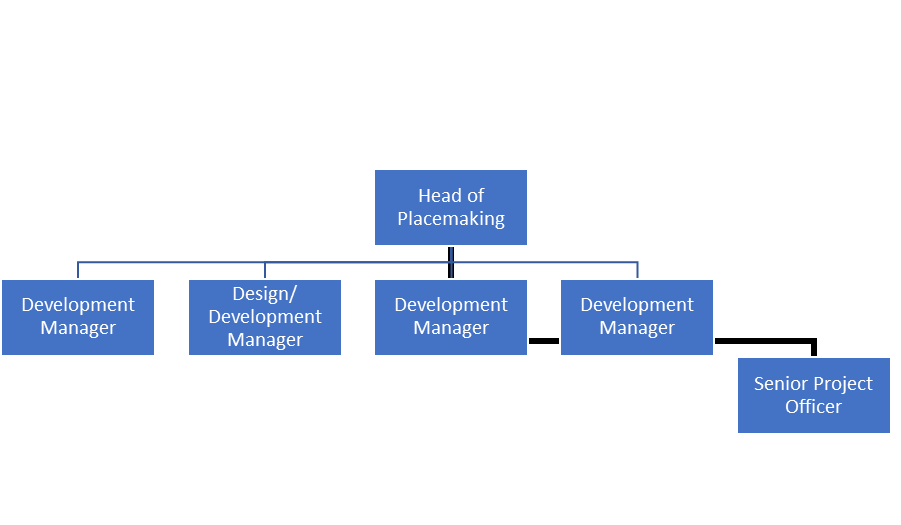 Head of
Placemaking
Development
Manager
Design/
Development
Manager
Development
Manager
Development
Manager
Senior Project
Officer